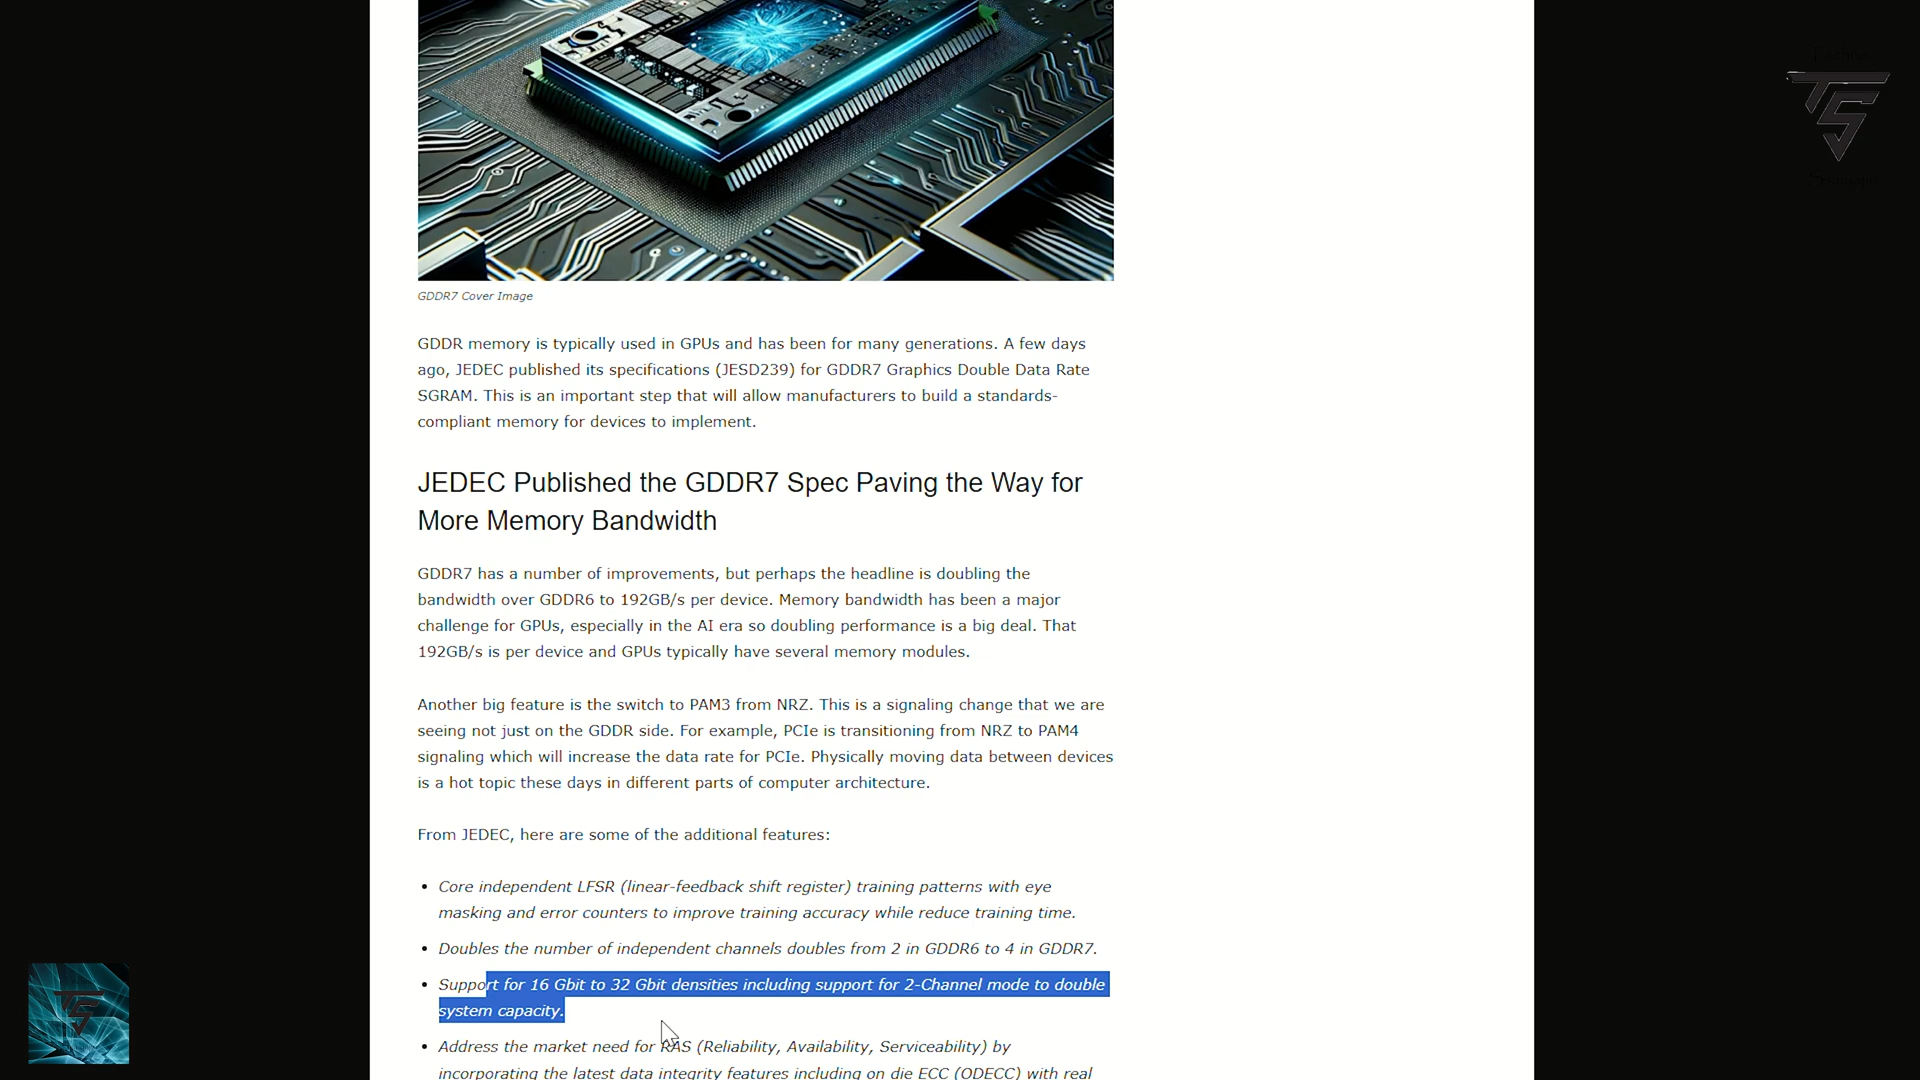 GDDR7 Cover Image
GDDR memory is typically used in GPUs and has been for many generations. A few days
ago, JEDEC published its specifications (JESD239) for GDDR7 Graphics Double Data Rate
SGRAM. This is an important step that will allow manufacturers to build a standards-
compliant memory for devices to implement.
JEDEC Published the GDDR7 Spec Paving the Way for
More Memory Bandwidth
GDDR7 has a number of improvements, but perhaps the headline is doubling the
bandwidth over GDDR6 to 192GB/s per device. Memory bandwidth has been a major
challenge for GPUs, especially in the AI era so doubling performance is a big deal. That
192GB/s is per device and GPUs typically have several memory modules.
Another big feature is the switch to PAM3 from NRZ. This is a signaling change that we are
seeing not just on the GDDR side. For example, PCIe is transitioning from NRZ to PAM4
signaling which will increase the data rate for PCIe. Physically moving data between devices
is a hot topic these days in different parts of computer architecture.
From JEDEC, here are some of the additional features:
• Core independent LFSR (linear-feedback shift register) training patterns with eye
masking and error counters to improve training accuracy while reduce training time.
• Doubles the number of independent channels doubles from 2 in GDDR6 to 4 in GDDR7.
• Support for 16 Gbit to 32 Gbit densities including support for 2-Channel mode to double
system capacity.
• Address the market need for RAS (Reliability, Availability, Serviceability) by
incorporating the latest data integrity features including on die ECC (ODECC) with real